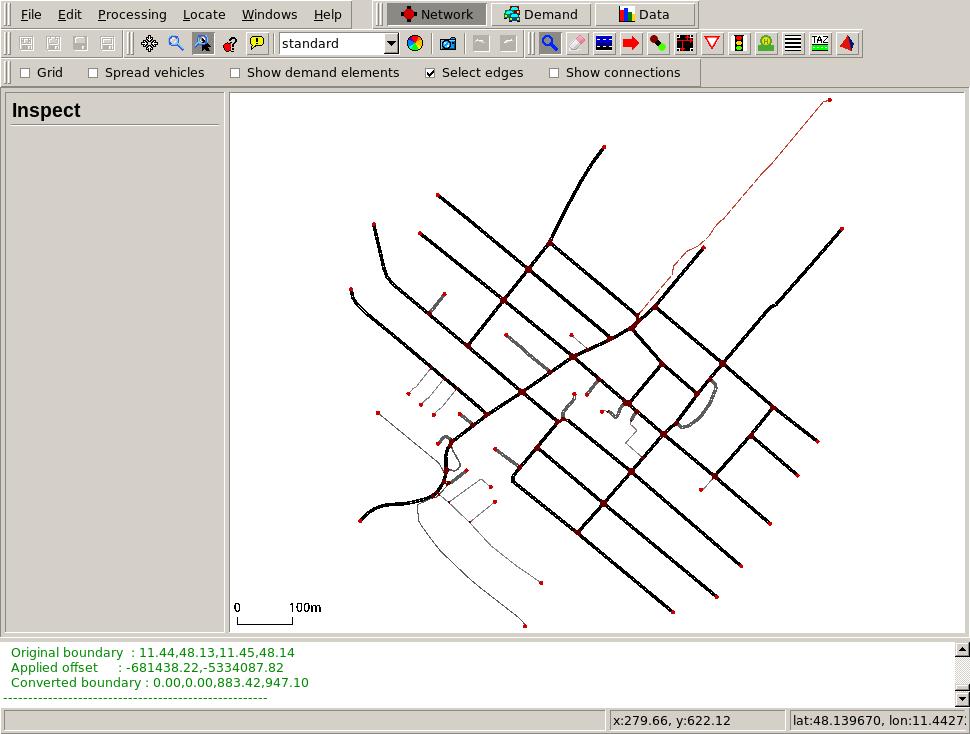 File Edit Processing Locate Windows Help Network Demand Data
standard TAZ
Grid Spread vehicles Show demand elements Select edges Show connections
Inspect
0 100m
Original boundary : 11.44,48.13,11.45,48.14
Applied offset : -681438.22,-5334087.82
Converted boundary : 0.00,0.00,883.42,947.10
x:279.66, y:622.12 lat:48.139670, lon:11.4427